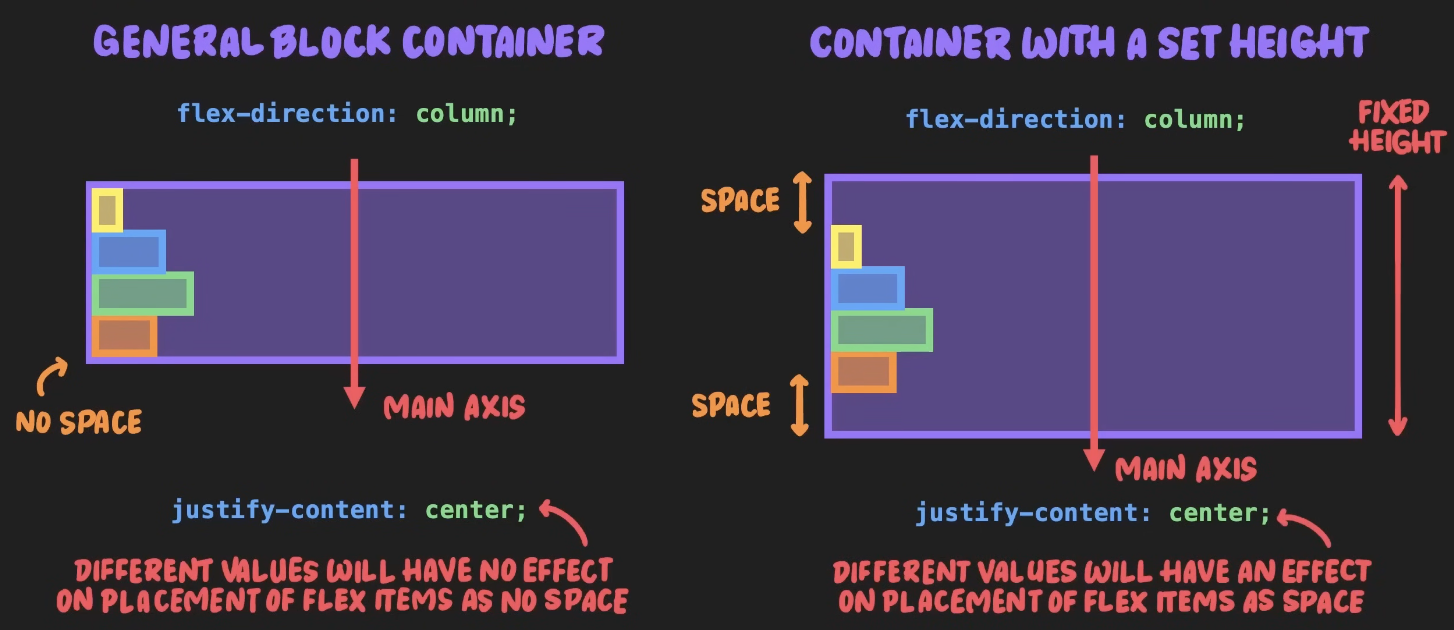 GENERAL BLOCK CONTAINER
flex-direction: column;
NO SPACE
MAIN AXIS
justify-content: center;
DIFFERENT VALUES WILL HAVE NO EFFECT
ON PLACEMENT OF FLEX ITEMS AS NO SPACE
CONTAINER WITH A SET HEIGHT
flex-direction: column;
FIXED
HEIGHT
SPACE
SPACE
MAIN AXIS
justify-content: center;
DIFFERENT VALUES WILL HAVE AN EFFECT
ON PLACEMENT OF FLEX ITEMS AS SPACE